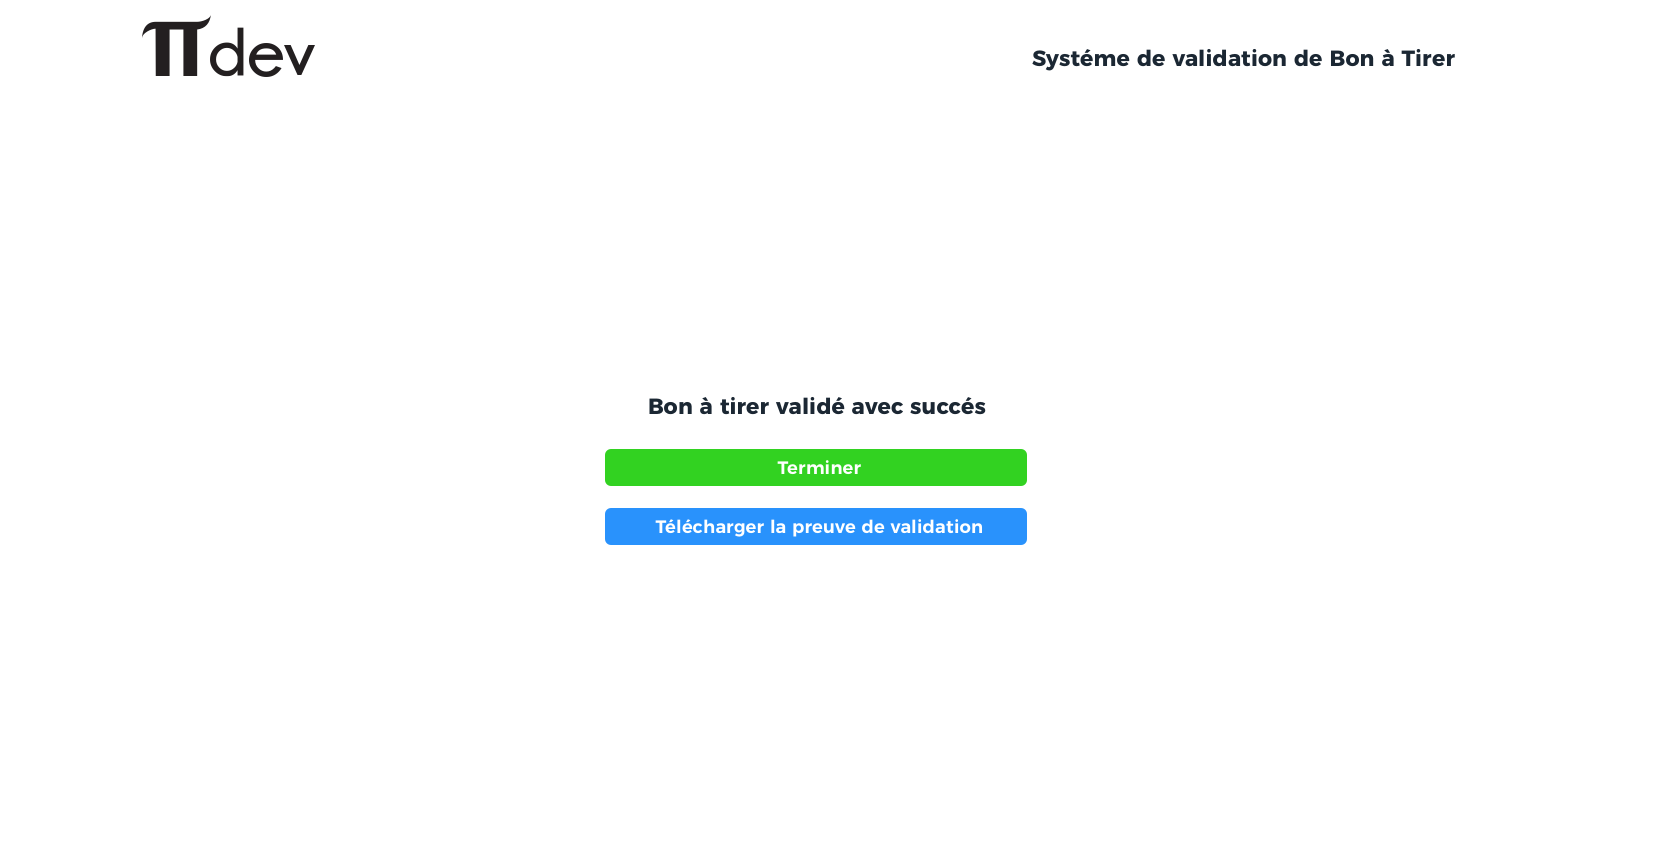 πdev
Systéme de validation de Bon à Tirer
Bon à tirer validé avec succés
Terminer
Télécharger la preuve de validation